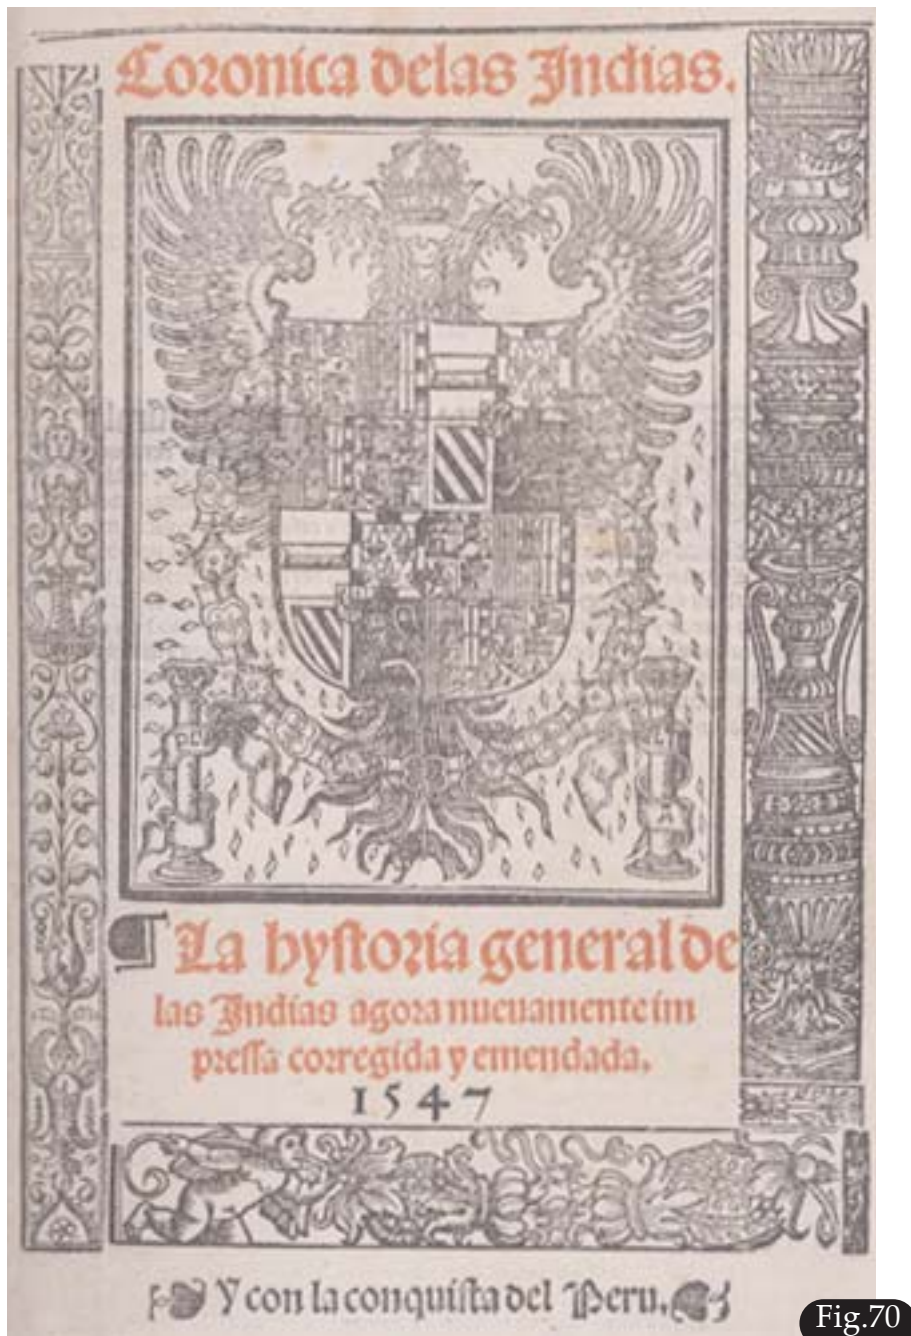 Coronica delas Indias.
¶ La hystoria general de
las Indias agora nueuamente im
pressa corregida y emendada.
1547
Y con la conquista del Peru.
Fig.70